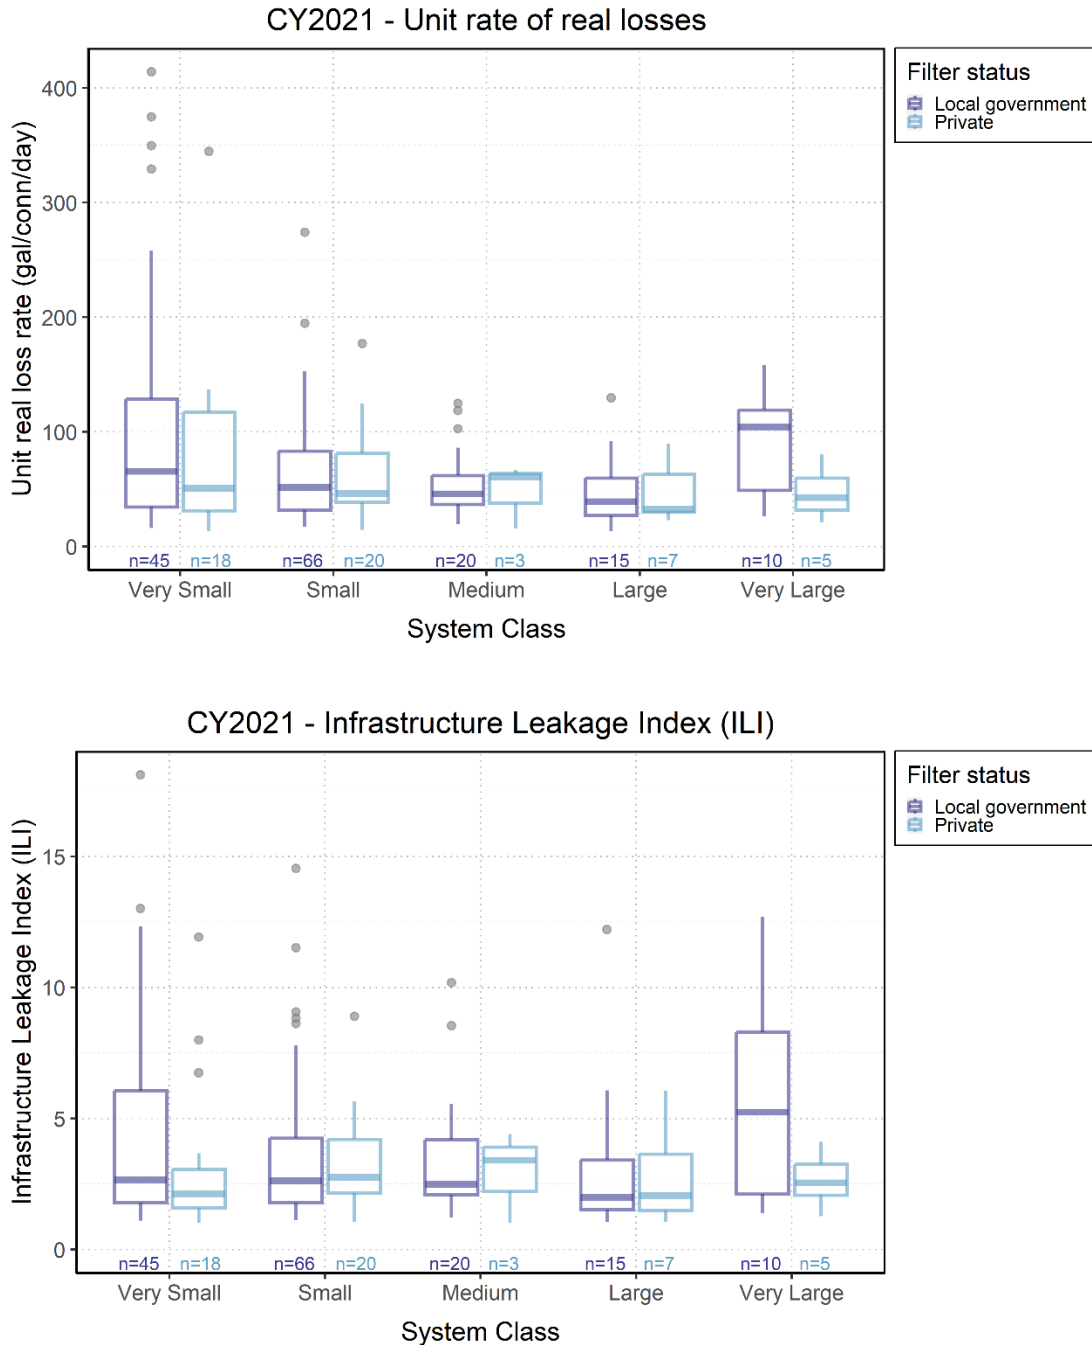 CY2021 - Unit rate of real losses
Unit real loss rate (gal/conn/day)
400
300
200
100
0
n=45 n=18 n=66 n=20 n=20 n=3 n=15 n=7 n=10 n=5
Very Small Small Medium Large Very Large
System Class
Filter status
Local government
Private
CY2021 - Infrastructure Leakage Index (ILI)
Infrastructure Leakage Index (ILI)
15
10
5
0
n=45 n=18 n=66 n=20 n=20 n=3 n=15 n=7 n=10 n=5
Very Small Small Medium Large Very Large
System Class
Filter status
Local government
Private